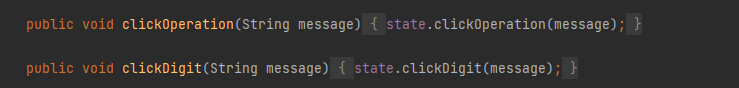 public void clickOperation(String message) { state.clickOperation(message); }
public void clickDigit(String message) { state.clickDigit(message); }